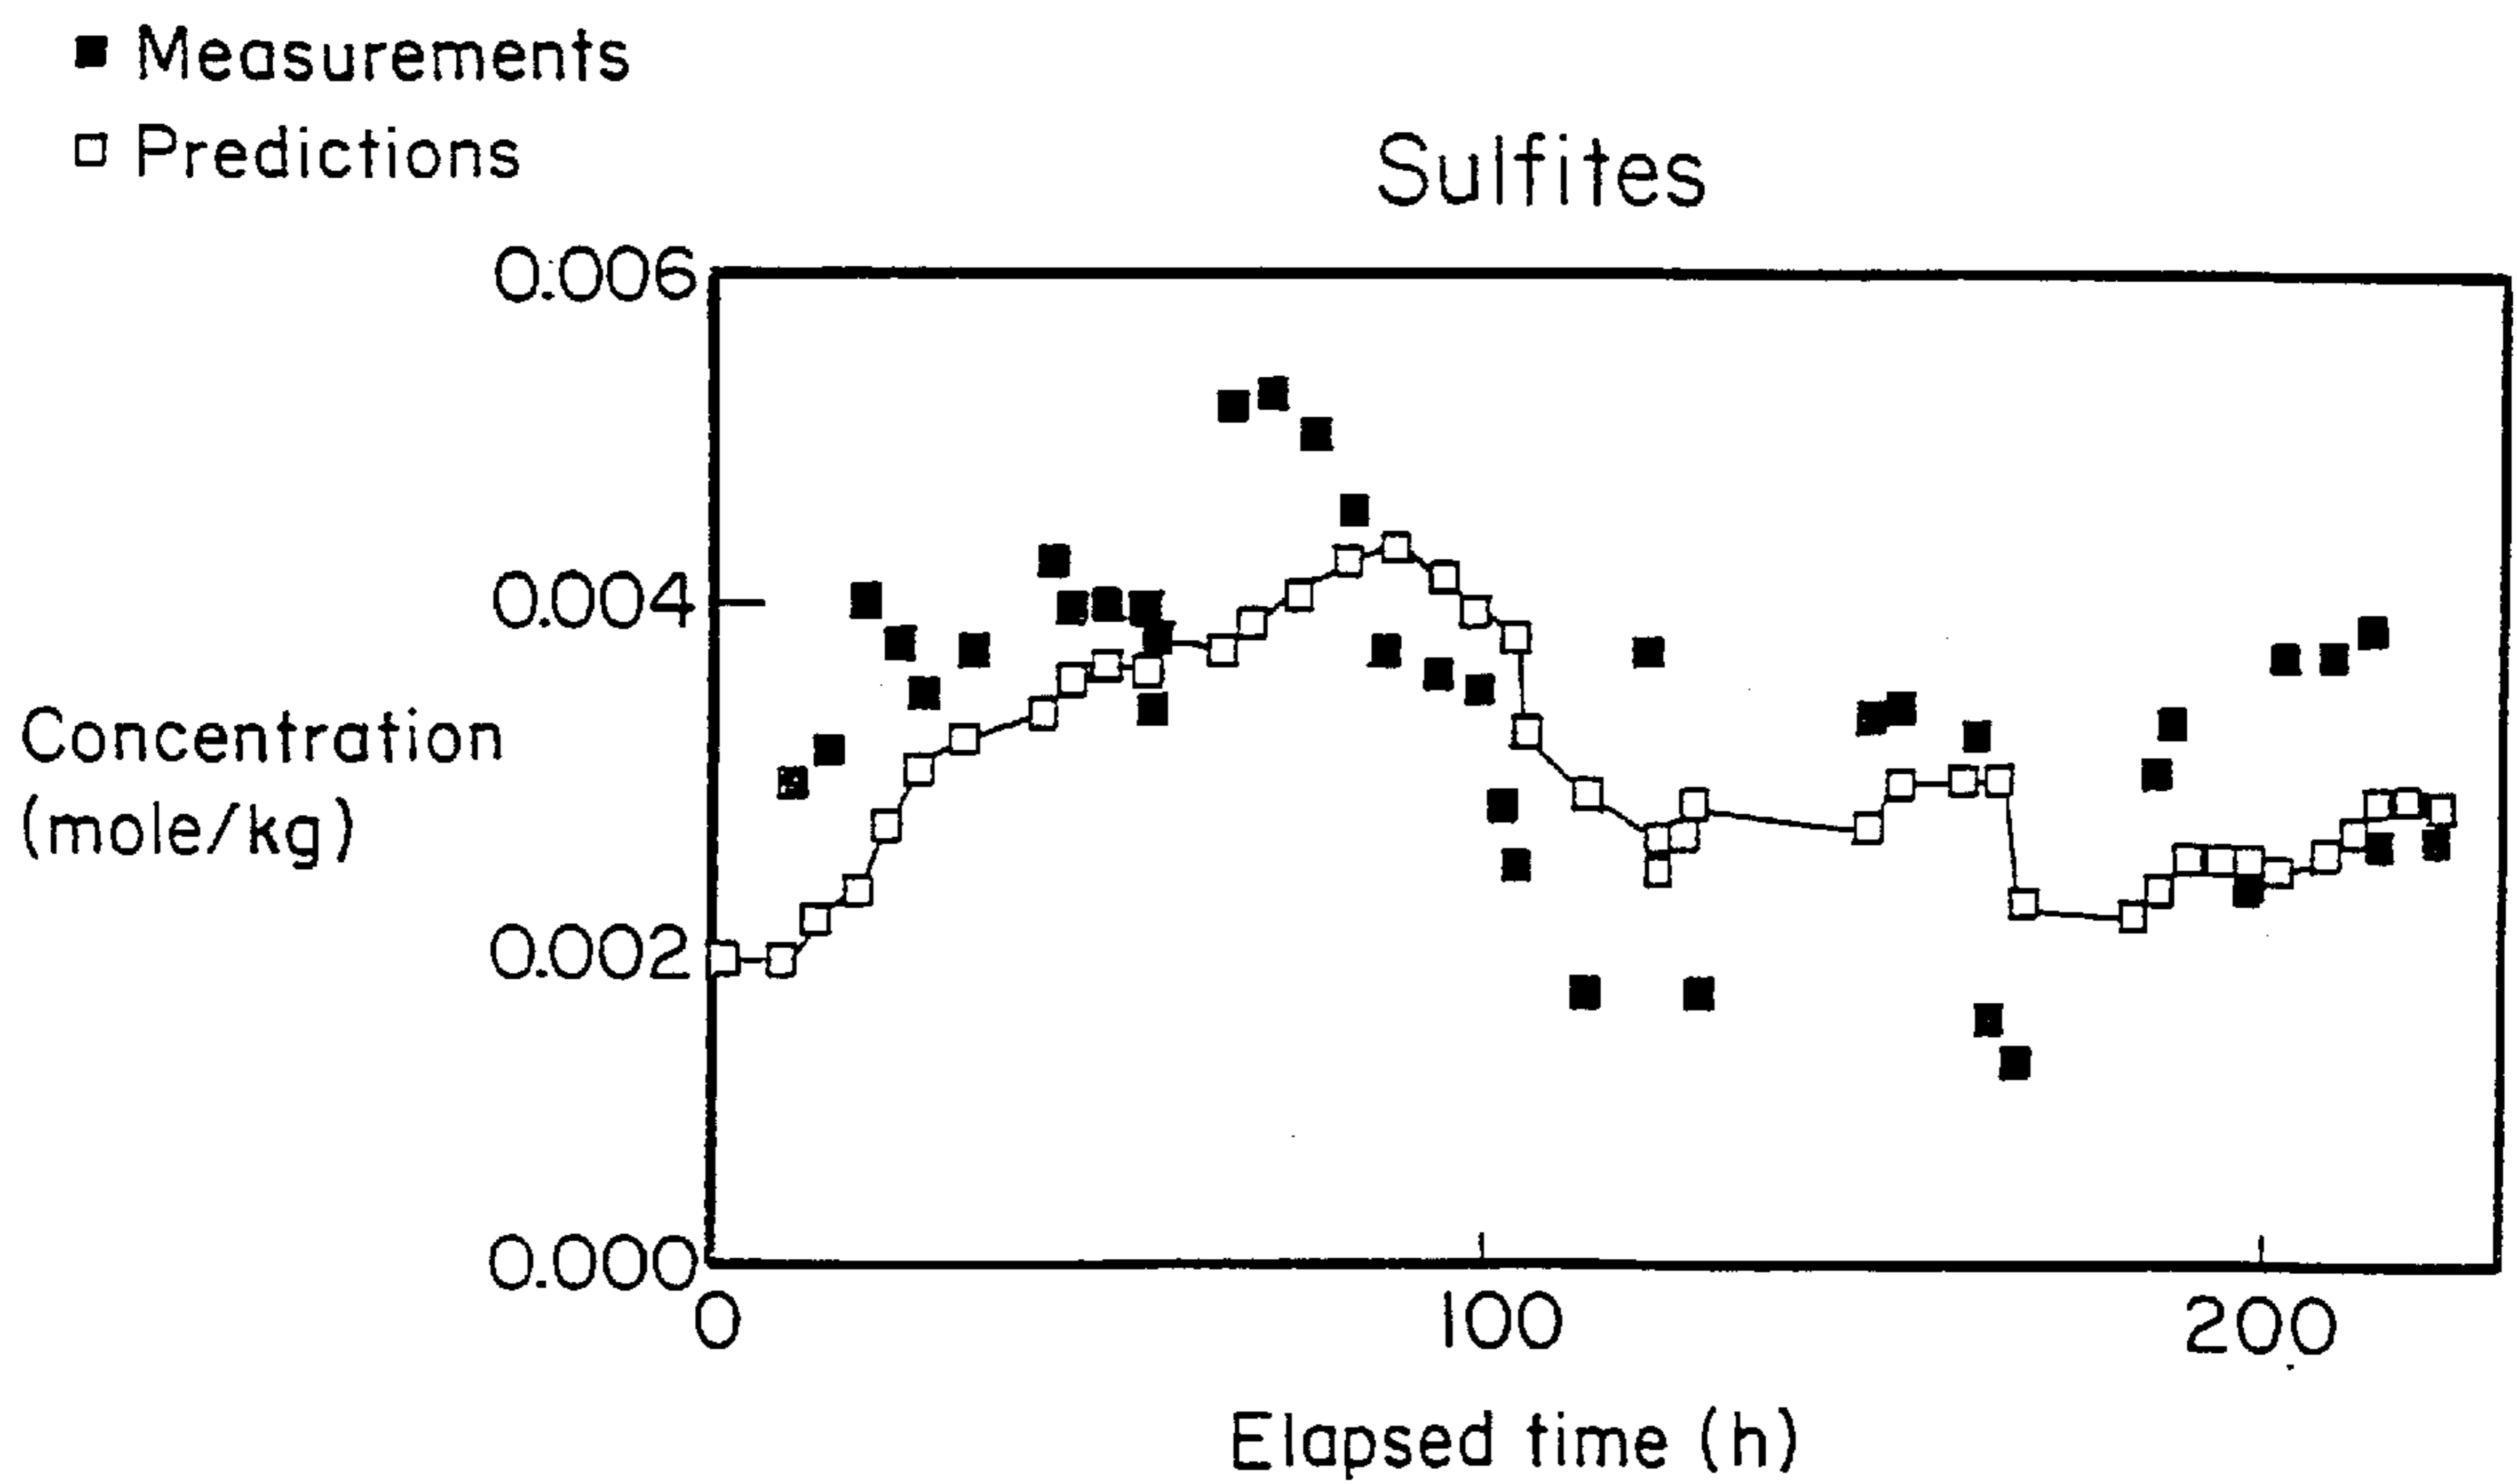 Measurements
Predictions
Sulfites
0.006
0.004
Concentration
(mole/kg)
0.002
0.000
0 100 200
Elapsed time (h)